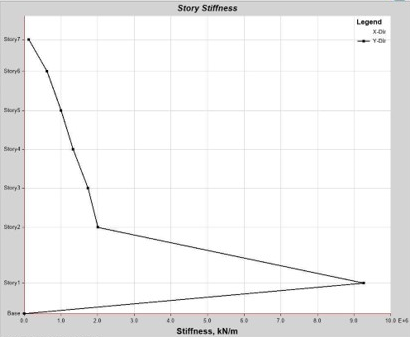 Story Stiffness
Legend
X-Dir
Y-Dir
Story7
Story6
Story5
Story4
Story3
Story2
Story1
Base
0.0 1.0 2.0 3.0 4.0 5.0 6.0 7.0 8.0 9.0 10.0 E+6
Stiffness, kN/m